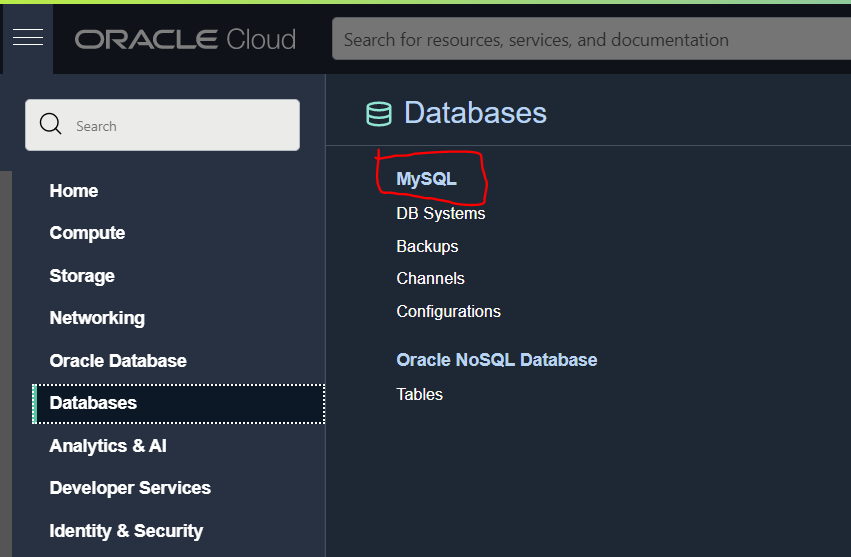 ORACLE Cloud
Search for resources, services, and documentation
Search
Home
Compute
Storage
Networking
Oracle Database
Databases
Analytics & AI
Developer Services
Identity & Security
Databases
MySQL
DB Systems
Backups
Channels
Configurations
Oracle NoSQL Database
Tables